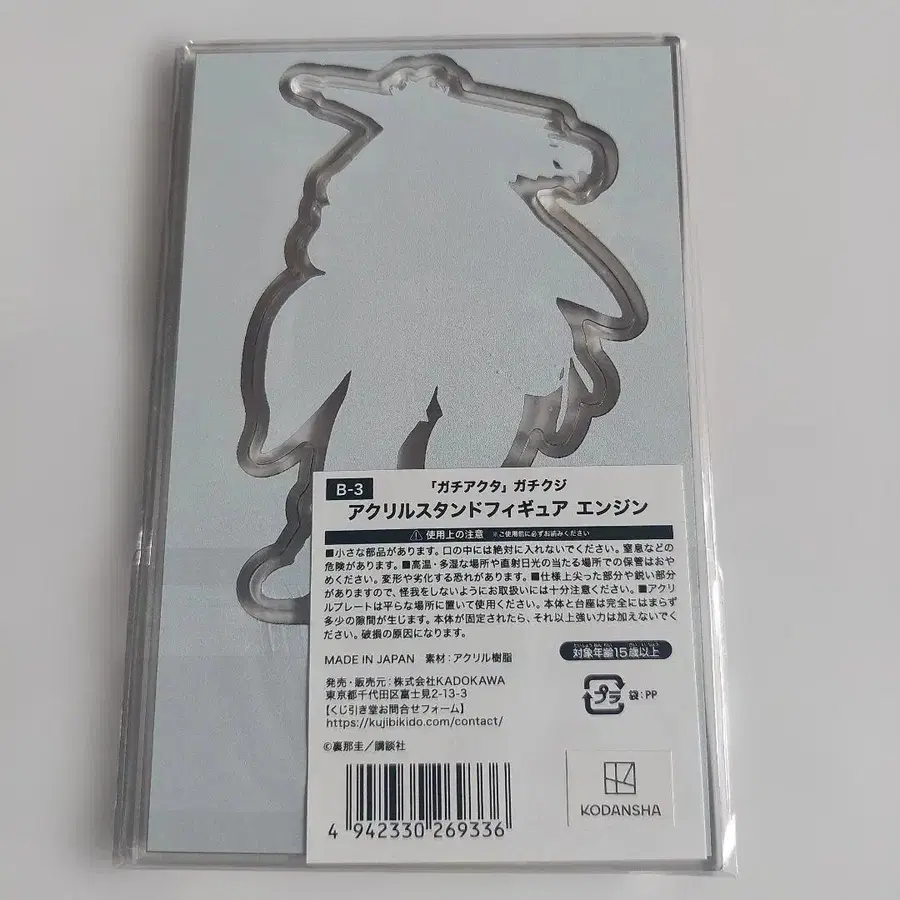 B-3
「ガチアクタ」ガチクジ
アクリルスタンドフィギュア エンジン
⚠使用上の注意 ※ご使用前に必ずお読みください
■小さな部品があります。口の中には絶対に入れないでください。窒息などの
危険があります。■高温・多湿な場所や直射日光の当たる場所での保管はおや
めください。変形や劣化する恐れがあります。■仕様上尖った部分や鋭い部分
がありますので、怪我をしないようにお取扱いには十分注意ください。■アクリ
ルプレートは平らな場所に置いて使用ください。本体と台座は完全にはまらず
多少の隙間が生じます。本体が固定されたら、それ以上強い力は加えないでく
ださい。破損の原因になります。
MADE IN JAPAN 素材:アクリル樹脂
対象年齢15歳以上
発売・販売元:株式会社KADOKAWA
東京都千代田区富士見2-13-3
【くじ引き堂お問合せフォーム】
https://kujibikido.com/contact/
プラ 袋:PP
©裏那圭/講談社
4 942330 269336
KODANSHA